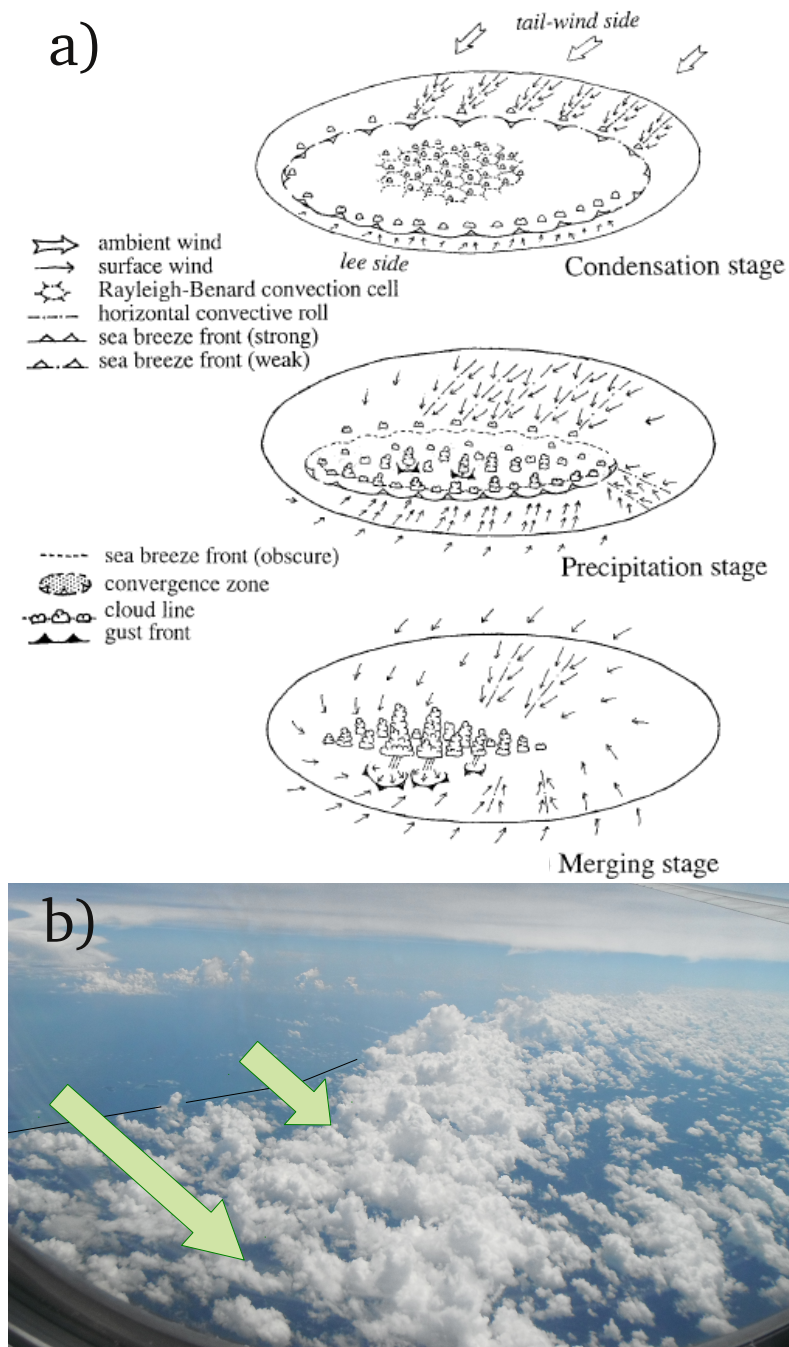 a)
tail-wind side
ambient wind
surface wind
Rayleigh-Benard convection cell
horizontal convective roll
sea breeze front (strong)
sea breeze front (weak)
lee side
Condensation stage
sea breeze front (obscure)
convergence zone
cloud line
gust front
Precipitation stage
Merging stage
b)